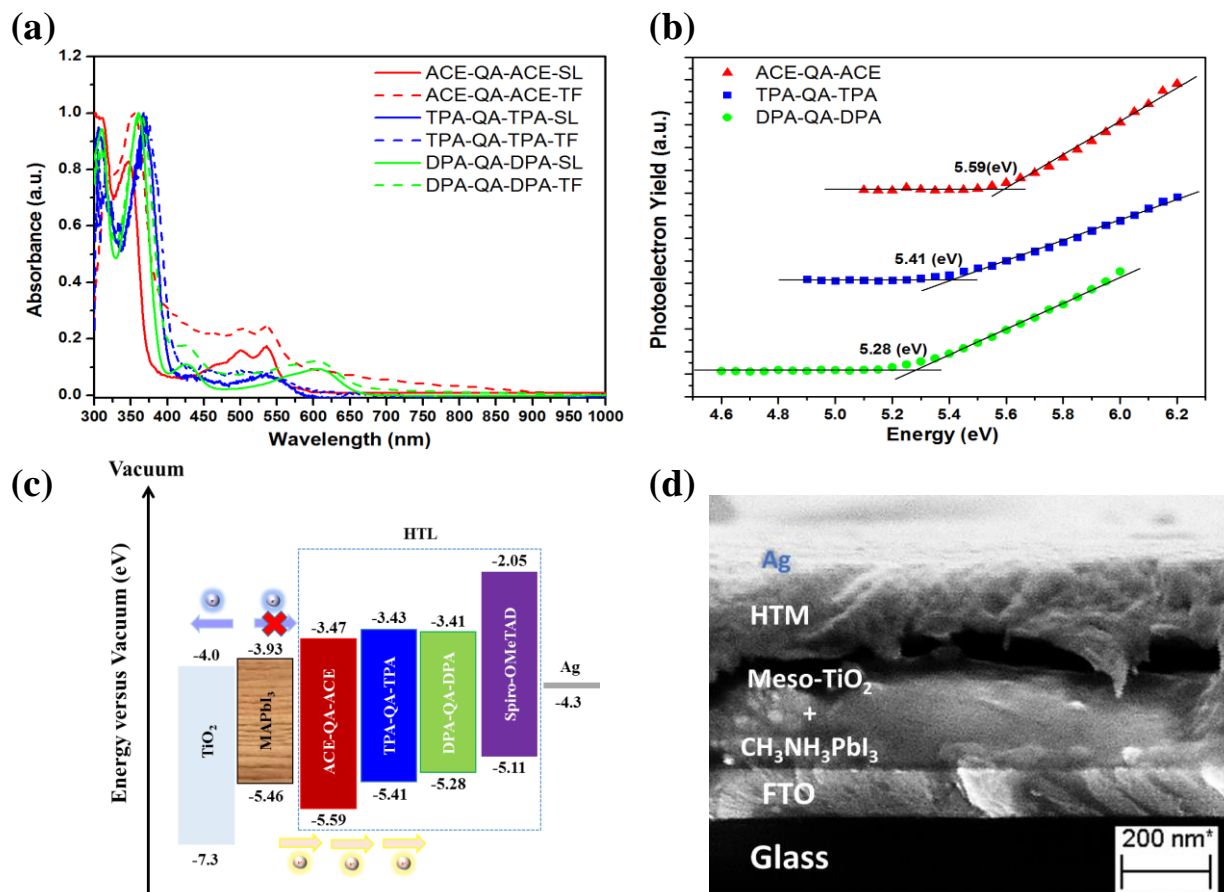 (a)
1.2
1.0
0.8
0.6
0.4
0.2
0.0
Absorbance (a.u.)
300 350 400 450 500 550 600 650 700 750 800 850 900 950 1000
Wavelength (nm)
ACE-QA-ACE-SL
ACE-QA-ACE-TF
TPA-QA-TPA-SL
TPA-QA-TPA-TF
DPA-QA-DPA-SL
DPA-QA-DPA-TF
(b)
Photoelectron Yield (a.u.)
ACE-QA-ACE
TPA-QA-TPA
DPA-QA-DPA
5.59(eV)
5.41 (eV)
5.28 (eV)
4.6 4.8 5.0 5.2 5.4 5.6 5.8 6.0 6.2
Energy (eV)
(c)
Vacuum
Energy versus Vacuum (eV)
HTL
-4.0
TiO2
-7.3
-3.93
MAPbI3
-5.46
-3.47
ACE-QA-ACE
-5.59
-3.43
TPA-QA-TPA
-5.41
-3.41
DPA-QA-DPA
-5.28
-2.05
Spiro-OMeTAD
-5.11
Ag
-4.3
(d)
Ag
HTM
Meso-TiO2
+
CH3NH3PbI3
FTO
Glass
200 nm*